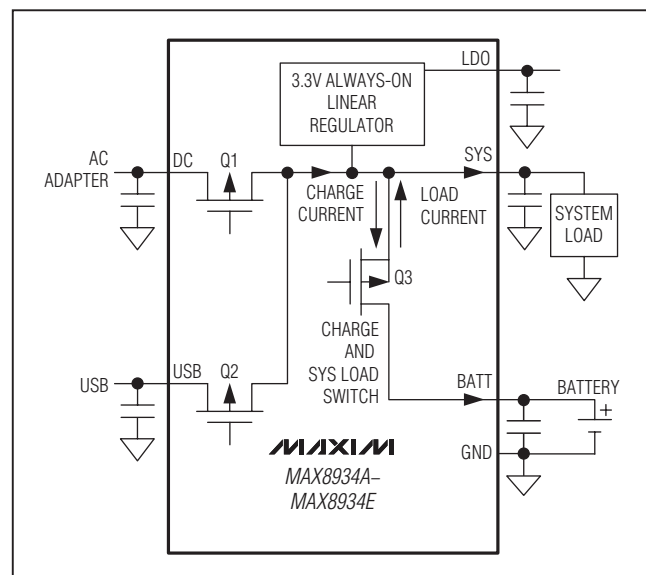 LDO
3.3V ALWAYS-ON
LINEAR
REGULATOR
AC
ADAPTER
DC
Q1
SYS
CHARGE
CURRENT
LOAD
CURRENT
SYSTEM
LOAD
Q3
CHARGE
AND
SYS LOAD
SWITCH
USB
USB
Q2
BATT
BATTERY
+
GND
MAXIM
MAX8934A–
MAX8934E